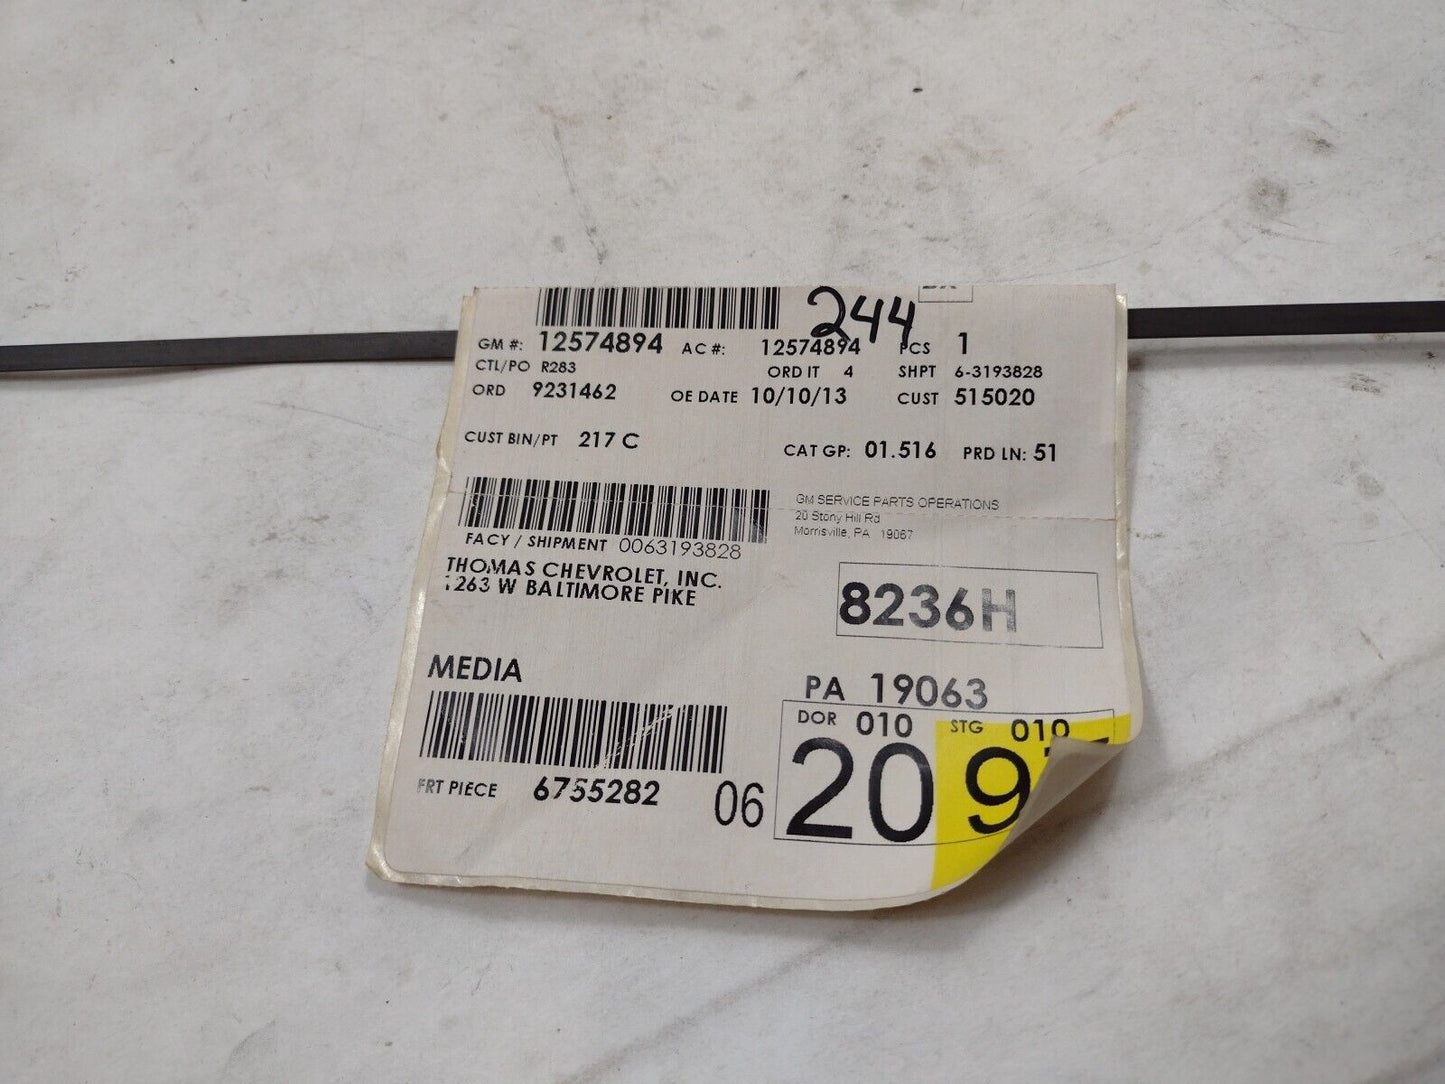 244
GM #: 12574894 AC #: 12574894 PCS 1
CTL/PO R283 ORD IT 4 SHPT 6-3193828
ORD 9231462 OE DATE 10/10/13 CUST 515020
CUST BIN/PT 217 C CAT GP: 01.516 PRD LN: 51
GM SERVICE PARTS OPERATIONS
20 Stony Hill Rd
Morrisville, PA 19067
FACY / SHIPMENT 0063193828
THOMAS CHEVROLET, INC.
1263 W BALTIMORE PIKE
8236H
MEDIA PA 19063
DOR 010 STG 010
FRT PIECE 6755282 06 20 9